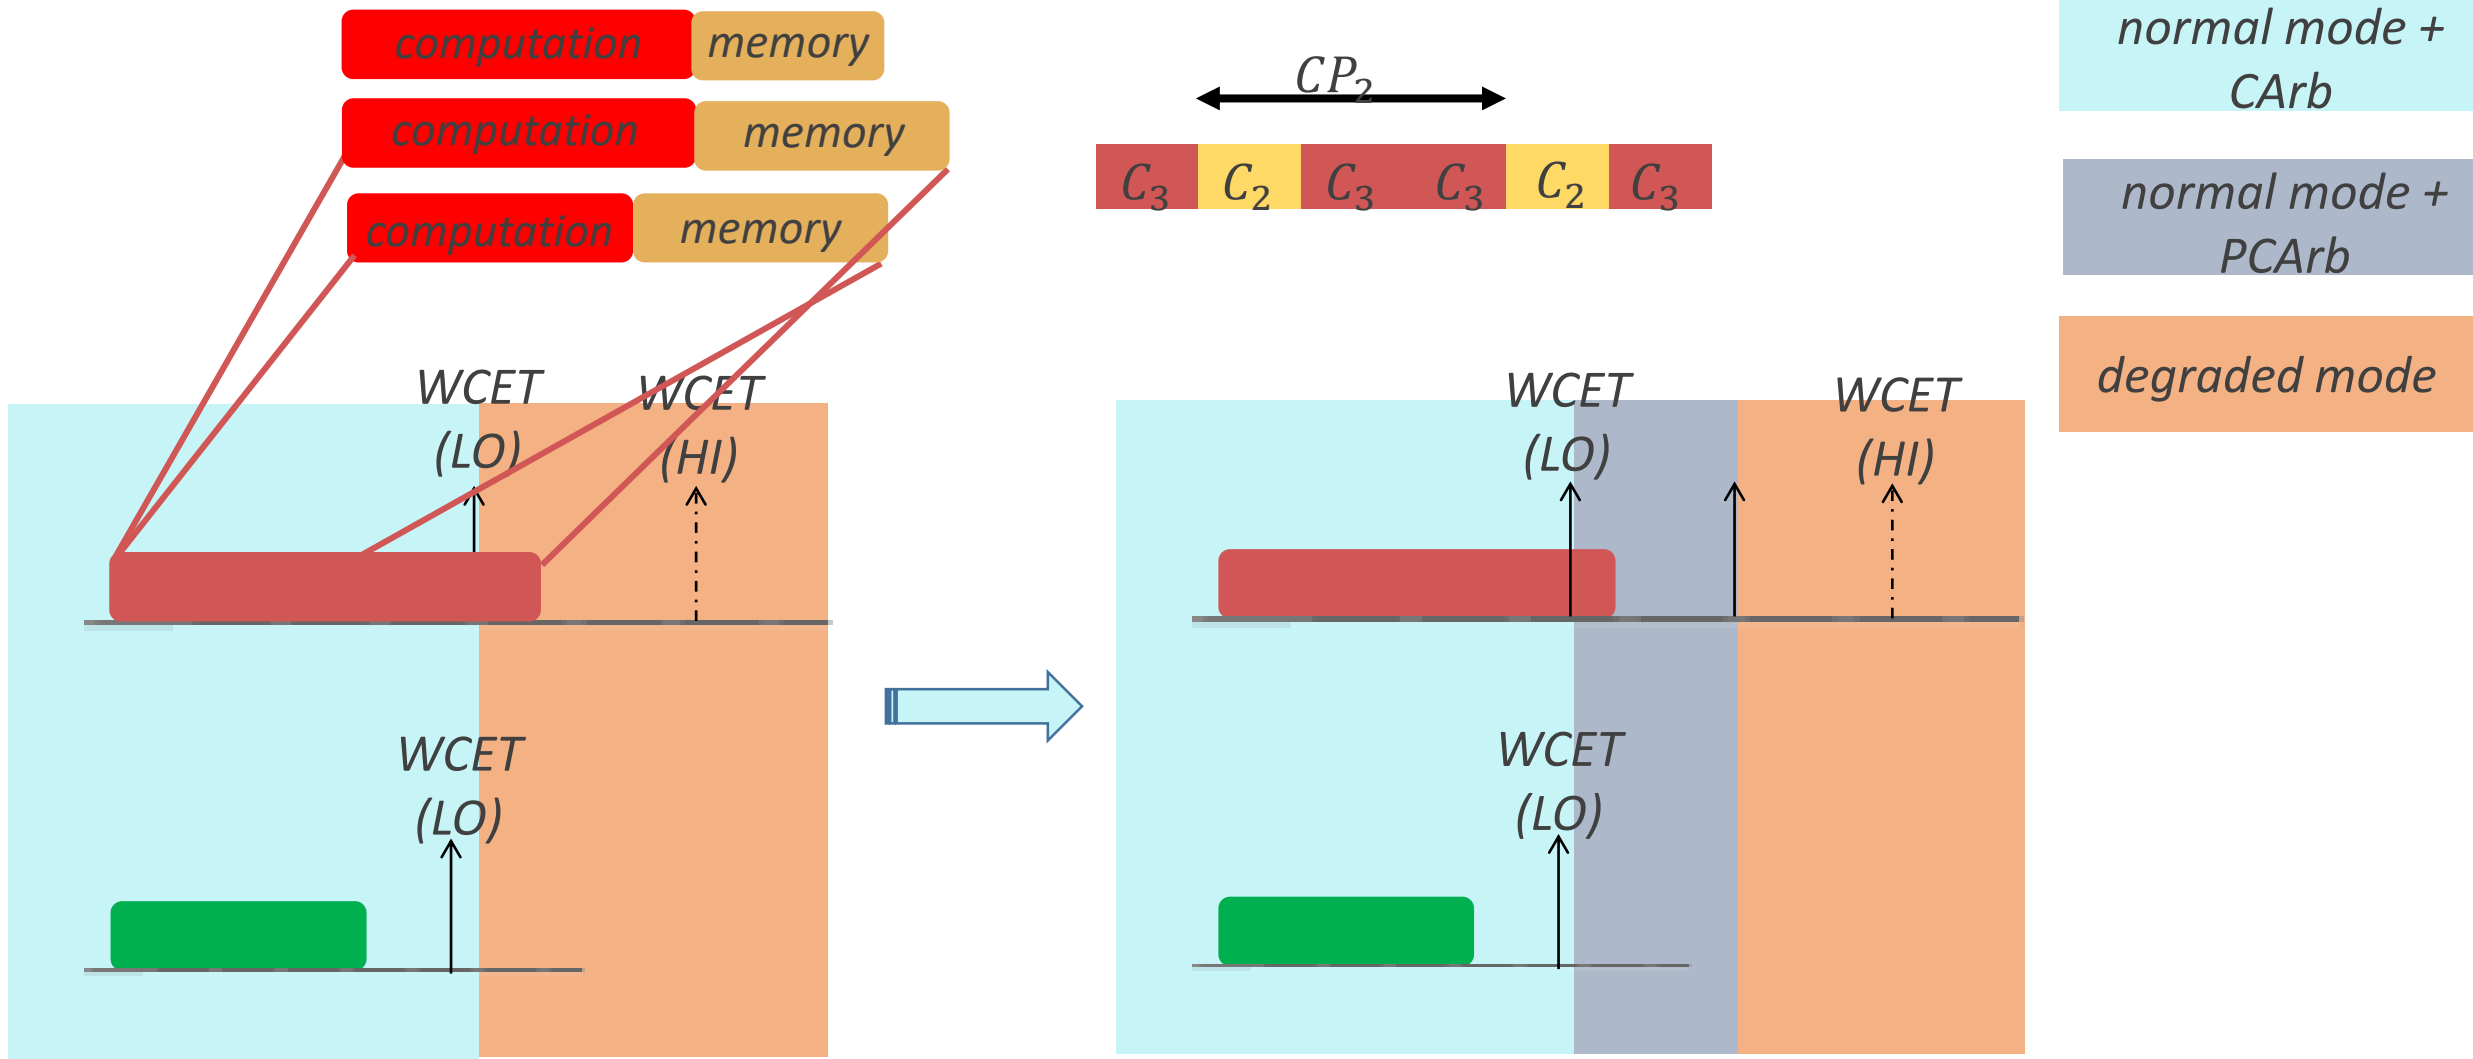 computation memory
computation memory
computation memory
CP₂
C₃ C₂ C₃ C₃ C₂ C₃
normal mode +
CArb
normal mode +
PCArb
degraded mode
WCET
(LO)
WCET
(HI)
WCET
(LO)
WCET
(LO)
WCET
(HI)
WCET
(LO)